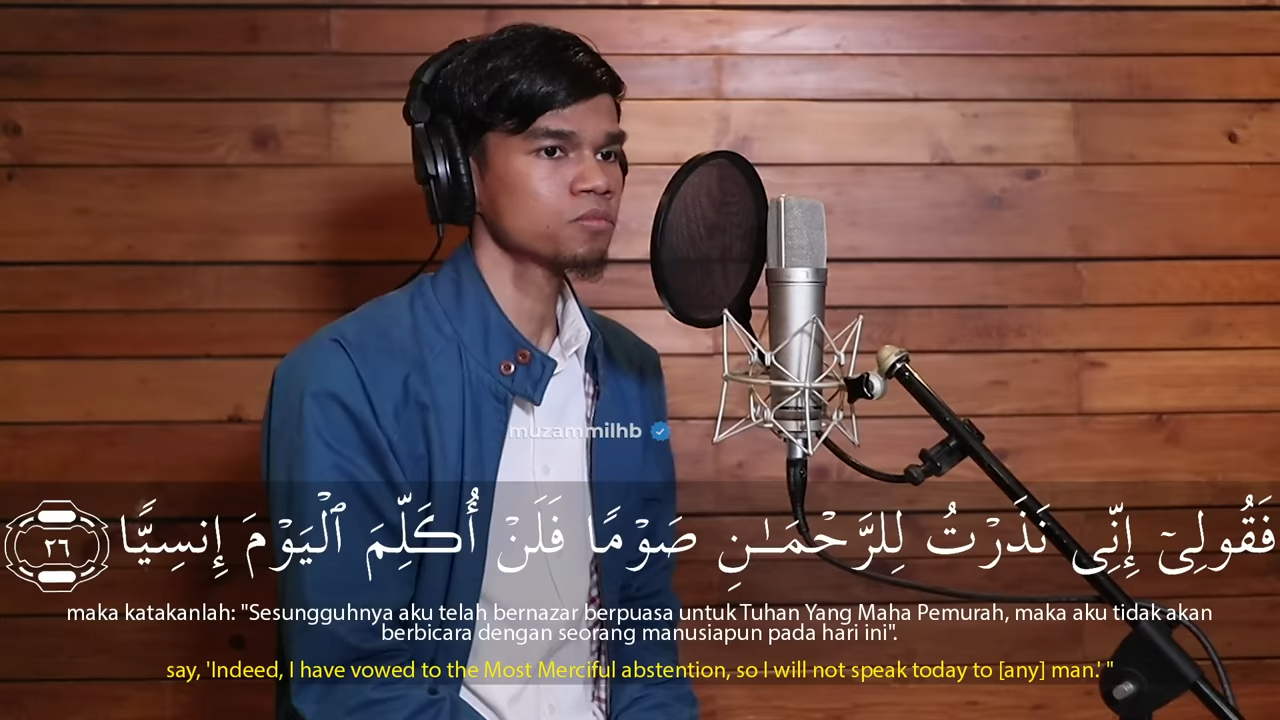 muzammilhb
فَقُولِىٓ إِنِّى نَذَرْتُ لِلرَّحْمَـٰنِ صَوْمًا فَلَنْ أُكَلِّمَ ٱلْيَوْمَ إِنسِيًّا ٢٦
maka katakanlah: "Sesungguhnya aku telah bernazar berpuasa untuk Tuhan Yang Maha Pemurah, maka aku tidak akan
berbicara dengan seorang manusiapun pada hari ini".
say, 'Indeed, I have vowed to the Most Merciful abstention, so I will not speak today to [any] man.' "